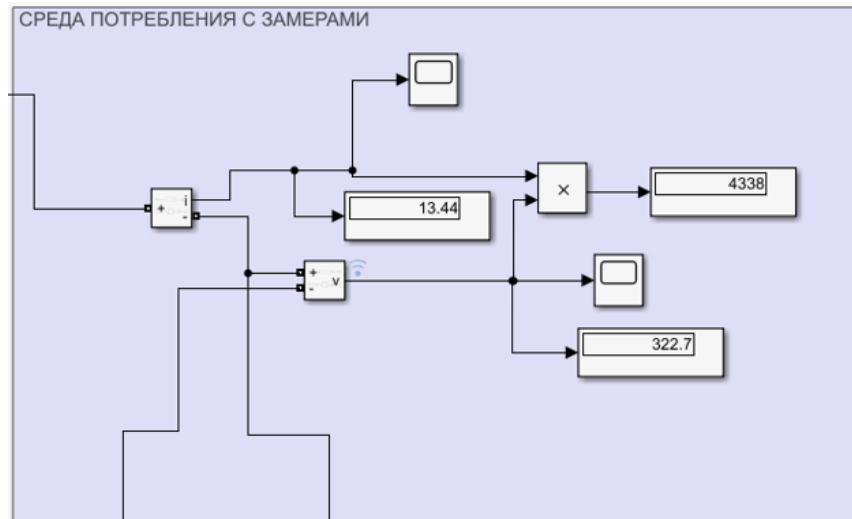 СРЕДА ПОТРЕБЛЕНИЯ С ЗАМЕРАМИ
4338
×
i
+
-
13.44
+
v
-
322.7